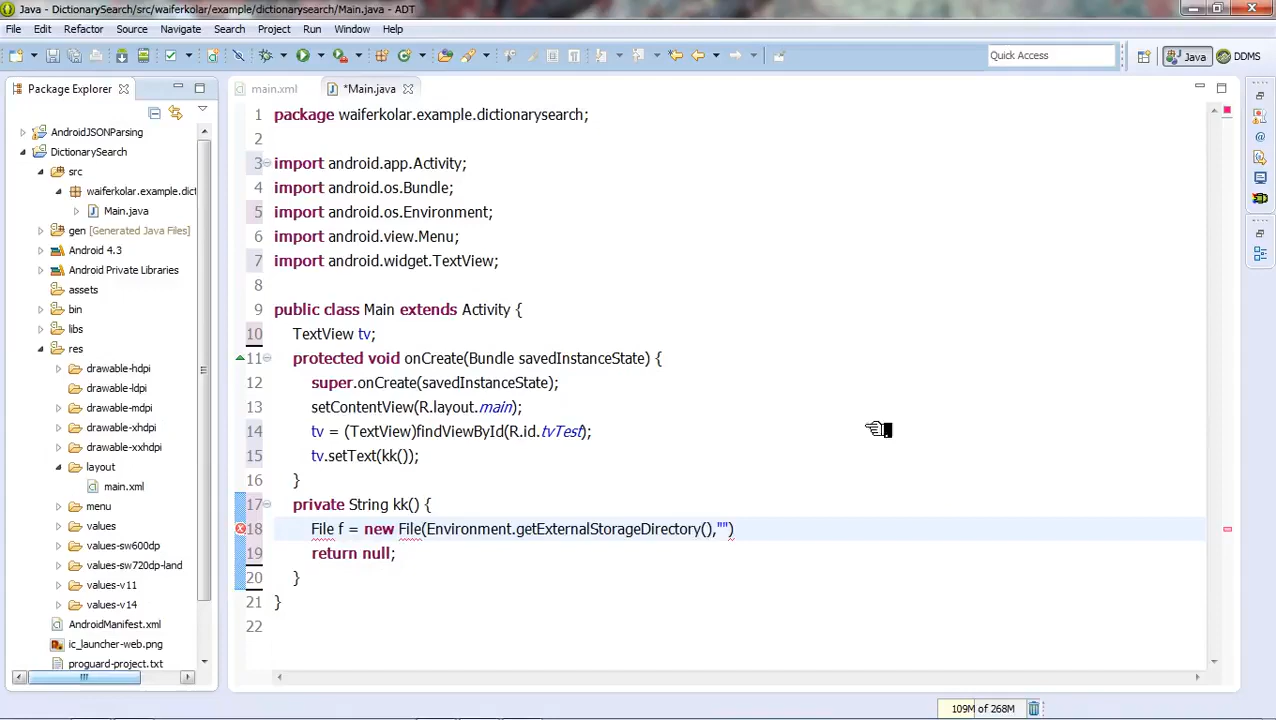 Java - DictionarySearch/src/waiferkolar/example/dictionarysearch/Main.java - ADT
File Edit Refactor Source Navigate Search Project Run Window Help
Quick Access
Java
DDMS
Package Explorer
main.xml
*Main.java
AndroidJSONParsing
DictionarySearch
src
waiferkolar.example.dict
Main.java
gen [Generated Java Files]
Android 4.3
Android Private Libraries
assets
bin
libs
res
drawable-hdpi
drawable-ldpi
drawable-mdpi
drawable-xhdpi
drawable-xxhdpi
layout
main.xml
menu
values
values-sw600dp
values-sw720dp-land
values-v11
values-v14
AndroidManifest.xml
ic_launcher-web.png
proguard-project.txt
1 package waiferkolar.example.dictionarysearch;
2
3 import android.app.Activity;
4 import android.os.Bundle;
5 import android.os.Environment;
6 import android.view.Menu;
7 import android.widget.TextView;
8
9 public class Main extends Activity {
10 TextView tv;
11 protected void onCreate(Bundle savedInstanceState) {
12 super.onCreate(savedInstanceState);
13 setContentView(R.layout.main);
14 tv = (TextView)findViewById(R.id.tvTest);
15 tv.setText(kk());
16 }
17 private String kk() {
18 File f = new File(Environment.getExternalStorageDirectory(),"")
19 return null;
20 }
21 }
22
109M of 268M